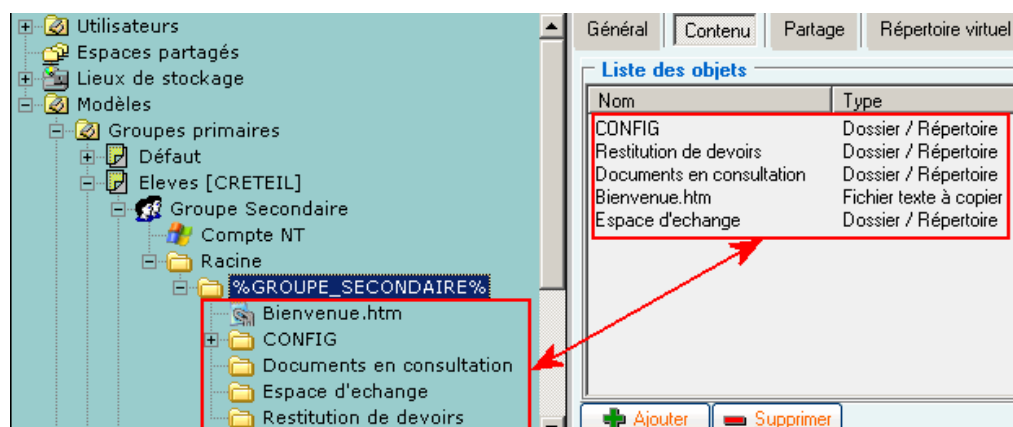 Utilisateurs
Espaces partagés
Lieux de stockage
Modèles
Groupes primaires
Défaut
Eleves [CRETEIL]
Groupe Secondaire
Compte NT
Racine
%GROUPE_SECONDAIRE%
Bienvenue.htm
CONFIG
Documents en consultation
Espace d'echange
Restitution de devoirs
Général Contenu Partage Répertoire virtuel
Liste des objets
Nom Type
CONFIG Dossier / Répertoire
Restitution de devoirs Dossier / Répertoire
Documents en consultation Dossier / Répertoire
Bienvenue.htm Fichier texte à copier
Espace d'echange Dossier / Répertoire
Ajouter Supprimer